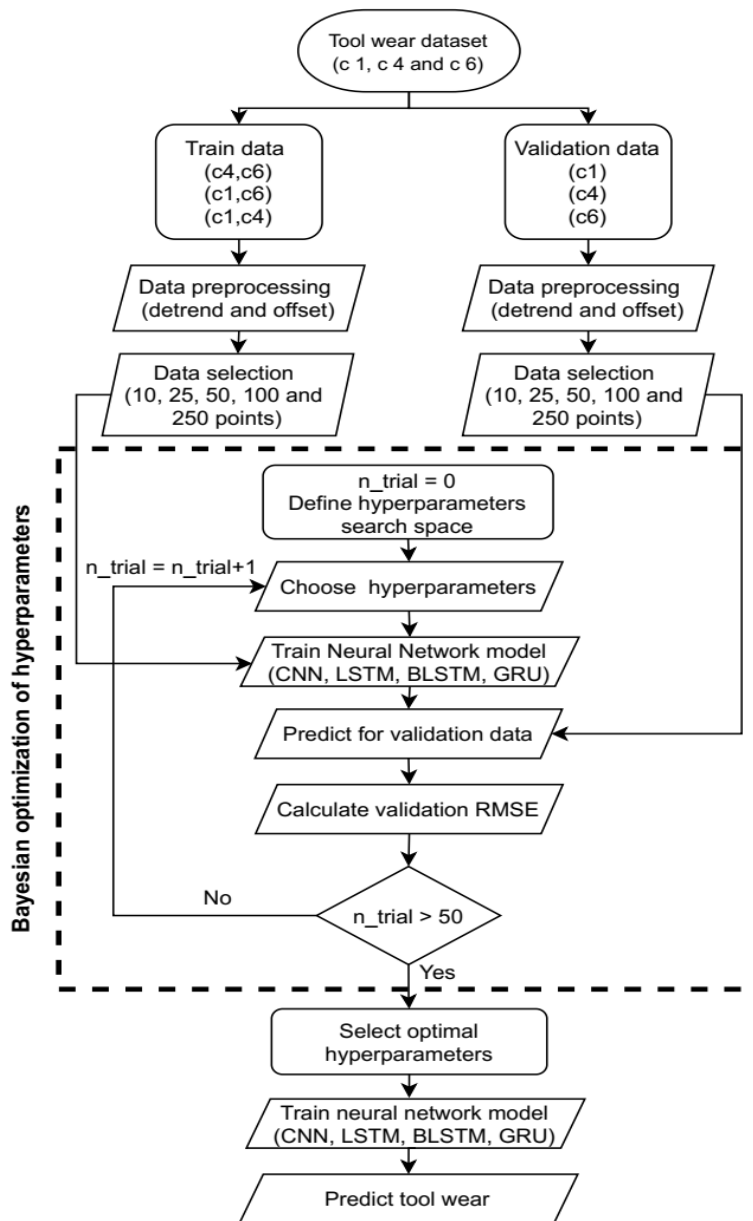 Tool wear dataset
(c 1, c 4 and c 6)
Train data
(c4,c6)
(c1,c6)
(c1,c4)
Validation data
(c1)
(c4)
(c6)
Data preprocessing
(detrend and offset)
Data preprocessing
(detrend and offset)
Data selection
(10, 25, 50, 100 and
250 points)
Data selection
(10, 25, 50, 100 and
250 points)
Bayesian optimization of hyperparameters
n_trial = 0
Define hyperparameters
search space
n_trial = n_trial+1
Choose hyperparameters
Train Neural Network model
(CNN, LSTM, BLSTM, GRU)
Predict for validation data
Calculate validation RMSE
No
n_trial > 50
Yes
Select optimal
hyperparameters
Train neural network model
(CNN, LSTM, BLSTM, GRU)
Predict tool wear